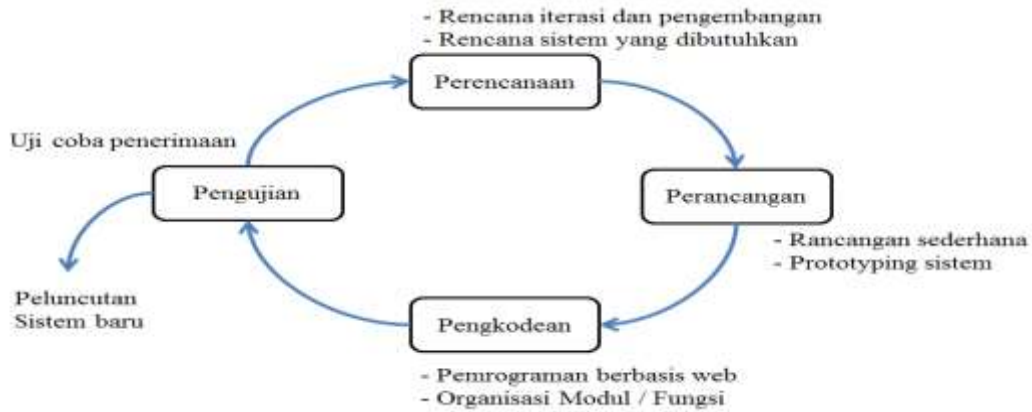 - Rencana iterasi dan pengembangan
- Rencana sistem yang dibutuhkan
Perencanaan
Uji coba penerimaan
Pengujian
Perancangan
- Rancangan sederhana
- Prototyping sistem
Peluncutan
Sistem baru
Pengkodean
- Pemrograman berbasis web
- Organisasi Modul / Fungsi